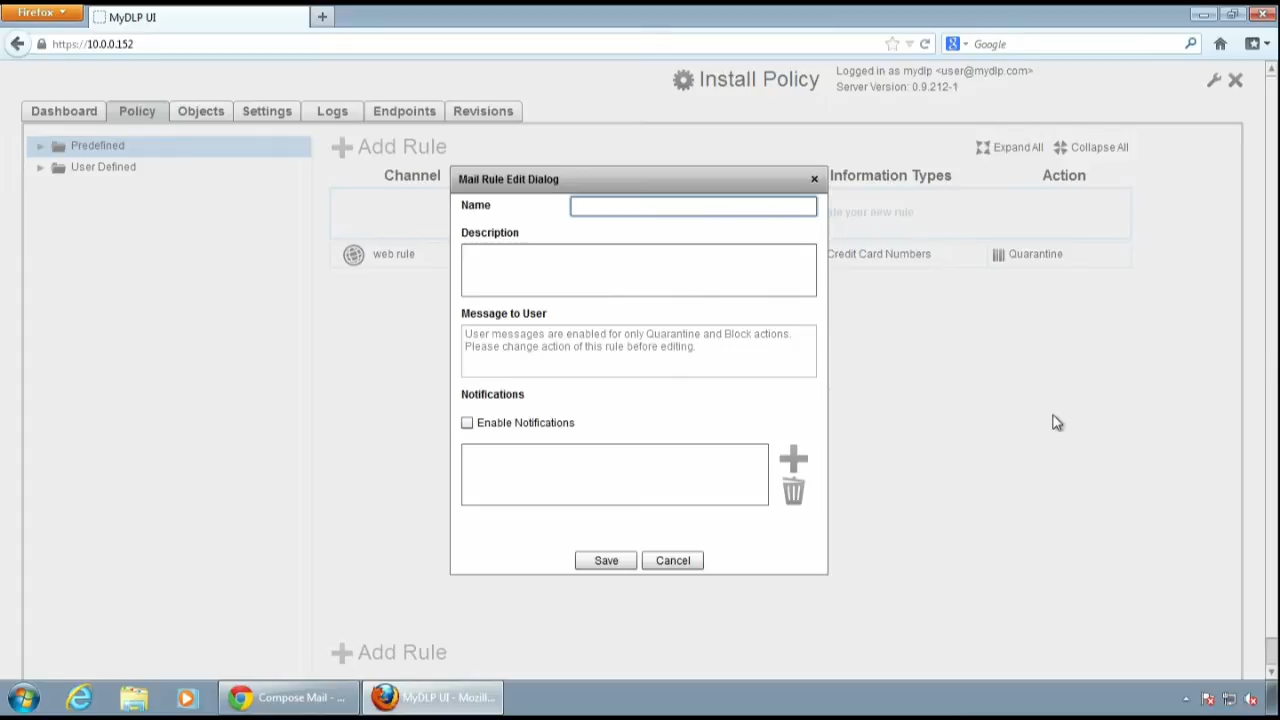 Firefox
MyDLP UI
https://10.0.0.152
Google
Install Policy
Logged in as mydlp <user@mydlp.com>
Server Version: 0.9.212-1
Dashboard
Policy
Objects
Settings
Logs
Endpoints
Revisions
Predefined
User Defined
Add Rule
Expand All
Collapse All
Channel
Information Types
Action
your new rule
web rule
Credit Card Numbers
Quarantine
Mail Rule Edit Dialog
Name
Description
Message to User
User messages are enabled for only Quarantine and Block actions.
Please change action of this rule before editing.
Notifications
Enable Notifications
Save
Cancel
Add Rule
Compose Mail - ...
MyDLP UI - Mozill...